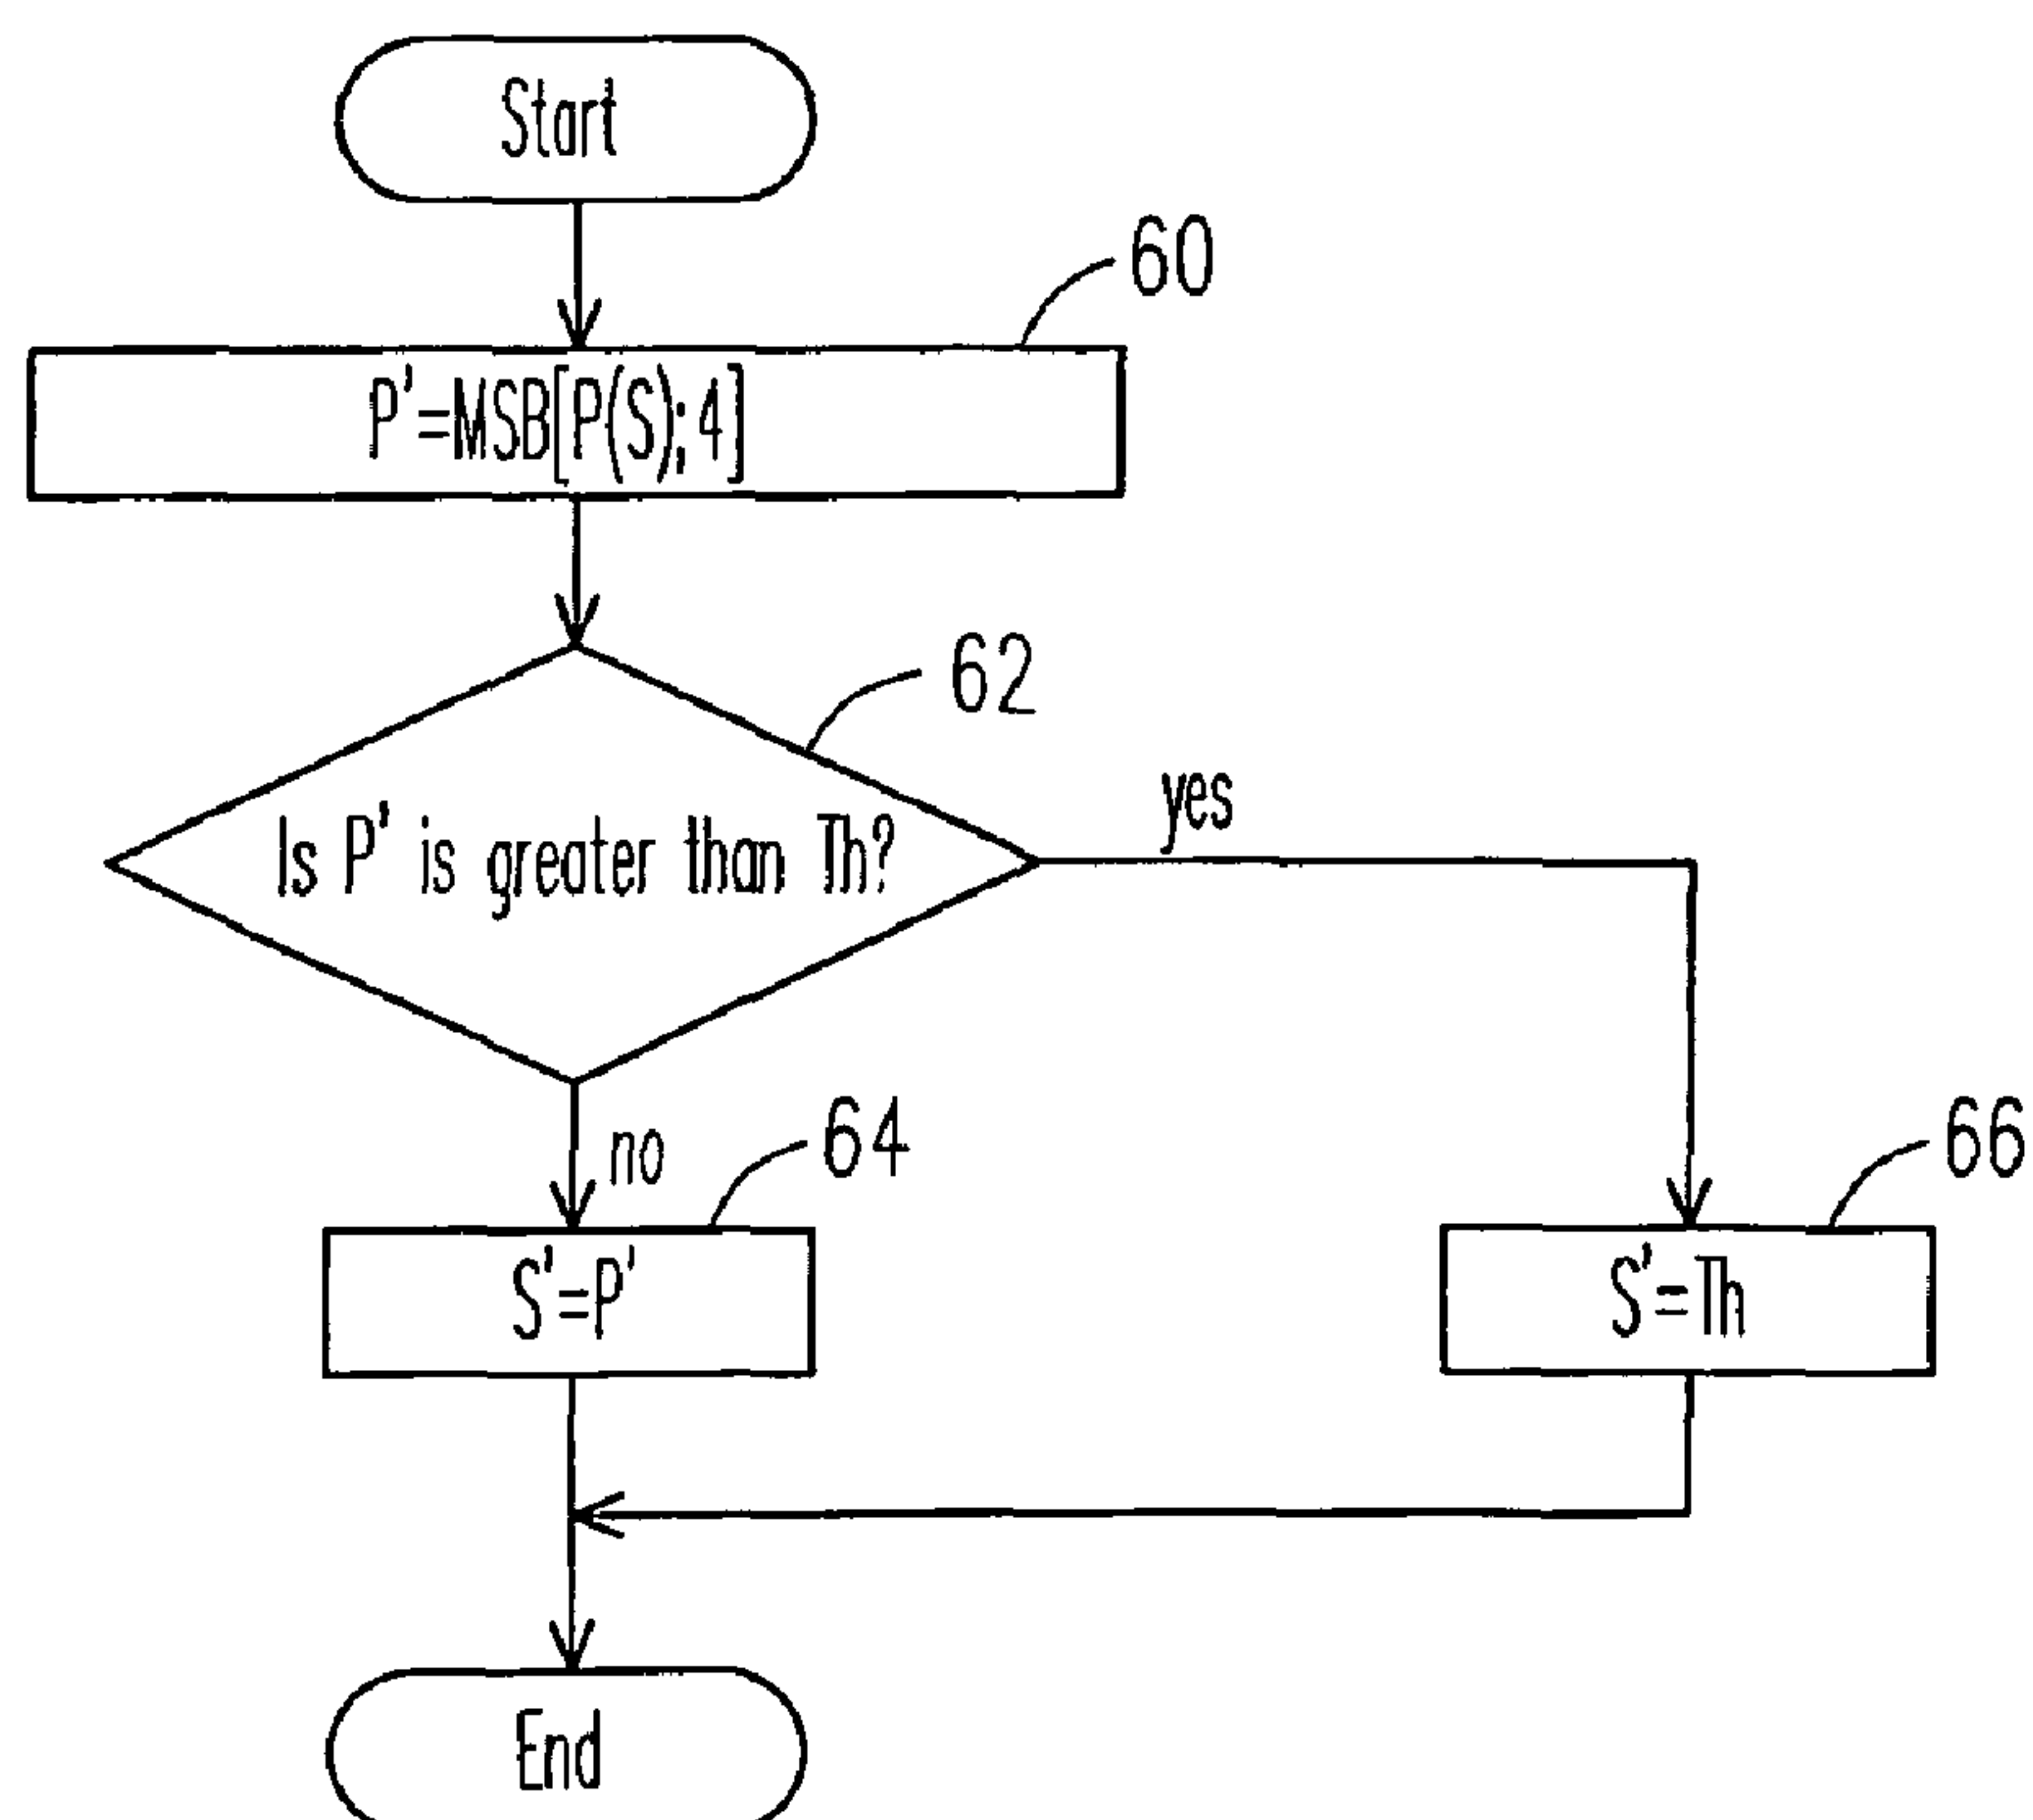 Start
60
P'=MSB[P(S);4]
62
Is P' is greater than Th?
yes
no
64
66
S'=P'
S'=Th
End